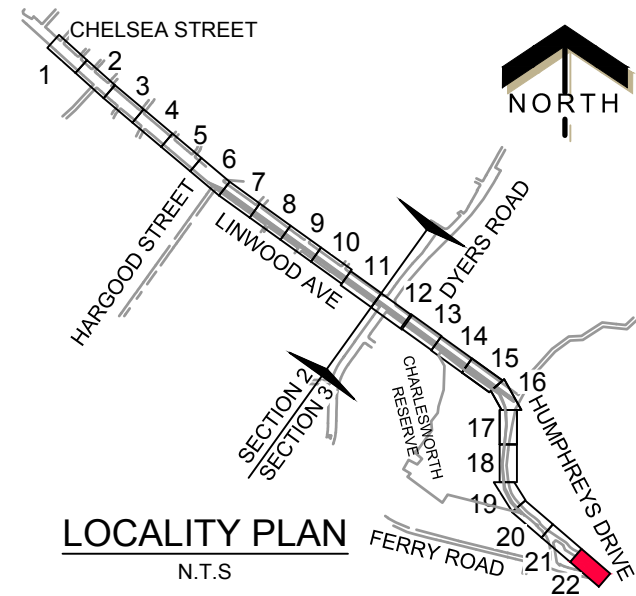 CHELSEA STREET
NORTH
1
2
3
4
5
6
7
8
9
10
11
12
13
14
15
16
17
18
19
20
21
22
HARGOOD STREET
LINWOOD AVE
DYERS ROAD
SECTION 2
SECTION 3
CHARLESWORTH
RESERVE
HUMPHREYS DRIVE
FERRY ROAD
LOCALITY PLAN
N.T.S